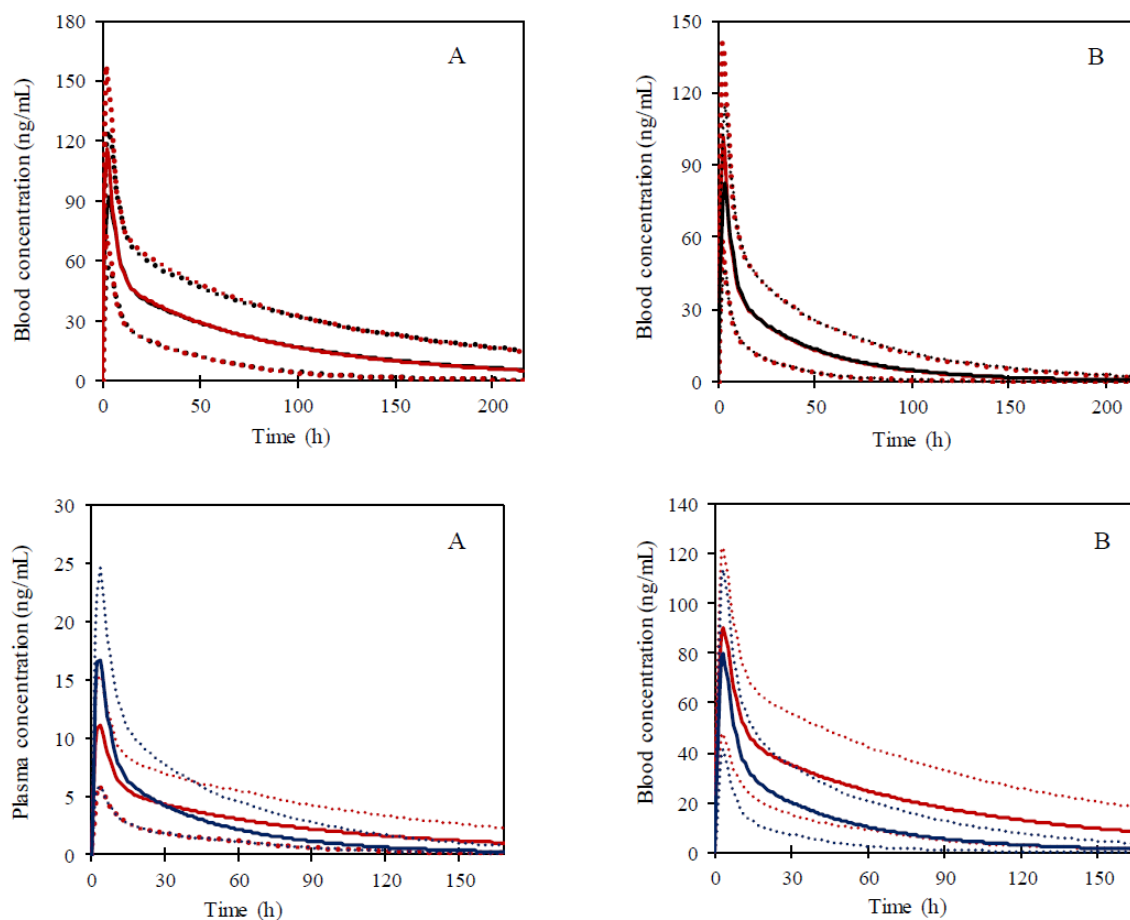 A
Blood concentration (ng/mL)
180
150
120
90
60
30
0
0 50 100 150 200
Time (h)
B
Blood concentration (ng/mL)
150
120
90
60
30
0
0 50 100 150 200
Time (h)
A
Plasma concentration (ng/mL)
30
25
20
15
10
5
0
0 30 60 90 120 150
Time (h)
B
Blood concentration (ng/mL)
140
120
100
80
60
40
20
0
0 30 60 90 120 150
Time (h)